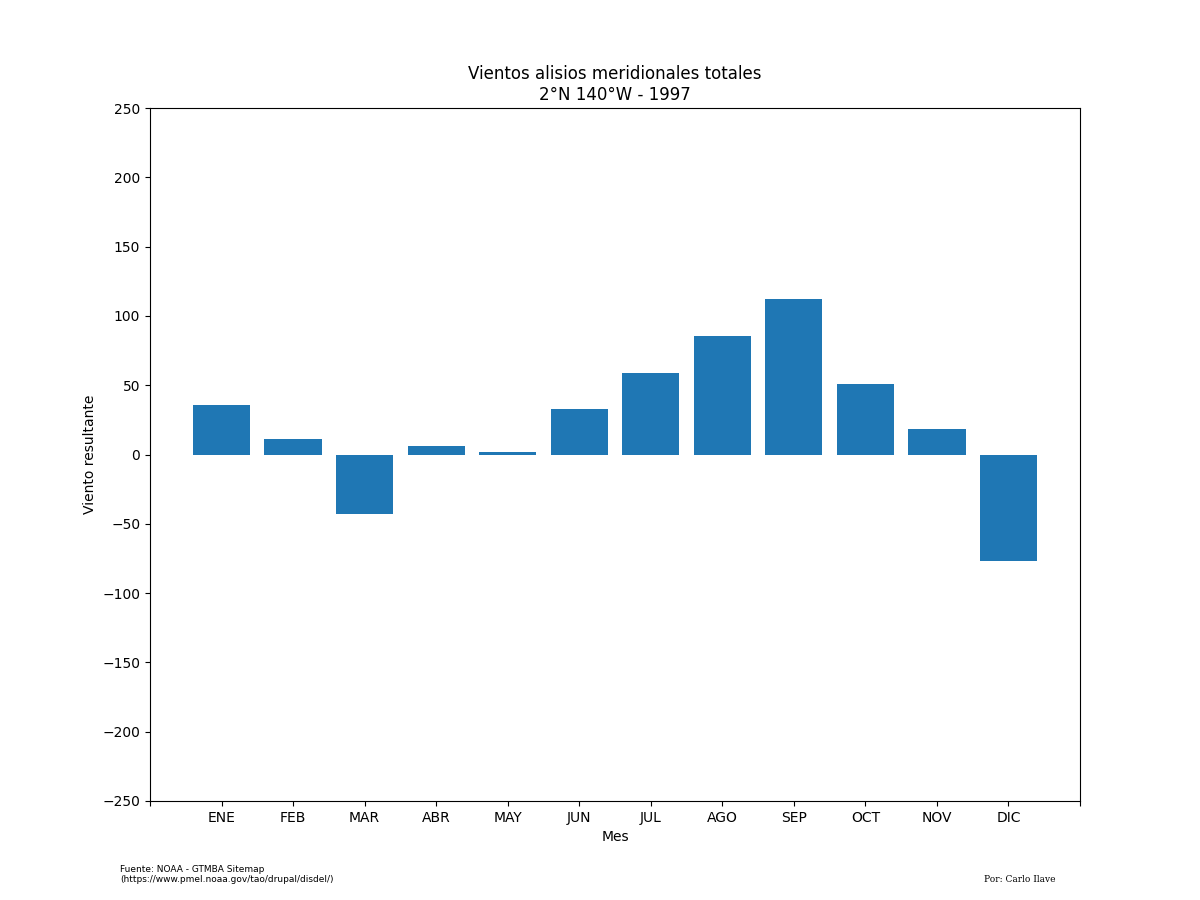 Vientos alisios meridionales totales
2°N 140°W - 1997
250
200
150
100
50
0
−50
−100
−150
−200
−250
Viento resultante
ENE FEB MAR ABR MAY JUN JUL AGO SEP OCT NOV DIC
Mes
Fuente: NOAA - GTMBA Sitemap
(https://www.pmel.noaa.gov/tao/drupal/disdel/)
Por: Carlo Ilave